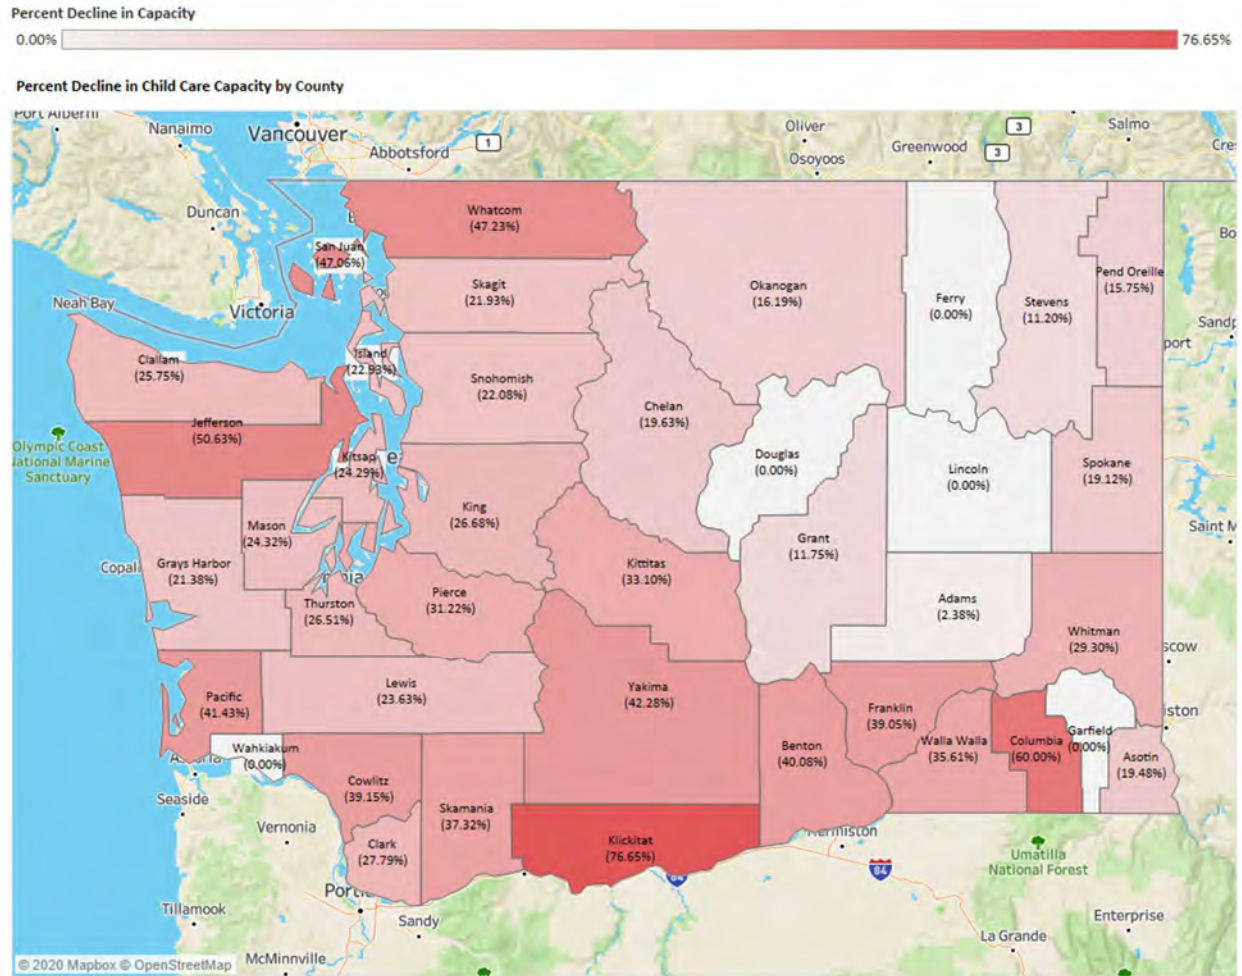 Percent Decline in Capacity
0.00%
76.65%
Percent Decline in Child Care Capacity by County
Port Alberni
Nanaimo
Vancouver
Abbotsford
1
Oliver
Osoyoos
Greenwood
3
3
Salmo
Duncan
Victoria
Neah Bay
Whatcom
(47.23%)
San Juan
(47.06%)
Skagit
(21.93%)
Okanogan
(16.19%)
Ferry
(0.00%)
Stevens
(11.20%)
Pend Oreille
(15.75%)
Clallam
(25.75%)
Island
(22.93%)
Snohomish
(22.08%)
Chelan
(19.63%)
Jefferson
(50.63%)
Olympic Coast
National Marine
Sanctuary
Kitsap
(24.29%)
Douglas
(0.00%)
Lincoln
(0.00%)
Spokane
(19.12%)
King
(26.68%)
Mason
(24.32%)
Grays Harbor
(21.38%)
Kittitas
(33.10%)
Grant
(11.75%)
Adams
(2.38%)
Thurston
(26.51%)
Pierce
(31.22%)
Whitman
(29.30%)
Lewis
(23.63%)
Yakima
(42.28%)
Pacific
(41.43%)
Franklin
(39.05%)
Wahkiakum
(0.00%)
Benton
(40.08%)
Walla Walla
(35.61%)
Columbia
(60.00%)
Garfield
(0.00%)
Asotin
(19.48%)
Cowlitz
(39.15%)
Skamania
(37.32%)
Clark
(27.79%)
Klickitat
(76.65%)
Seaside
Vernonia
Hermiston
84
84
Umatilla
National Forest
Tillamook
Sandy
McMinnville
La Grande
Enterprise
© 2020 Mapbox © OpenStreetMap